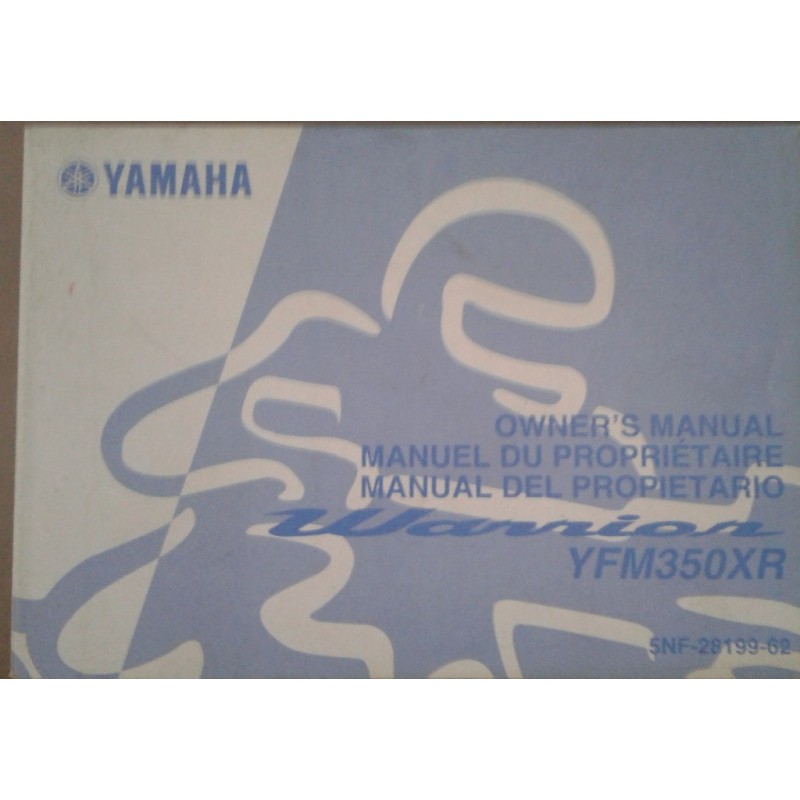 YAMAHA
OWNER'S MANUAL
MANUEL DU PROPRIÉTAIRE
MANUAL DEL PROPIETARIO
Warrior
YFM350XR
5NF-28199-62